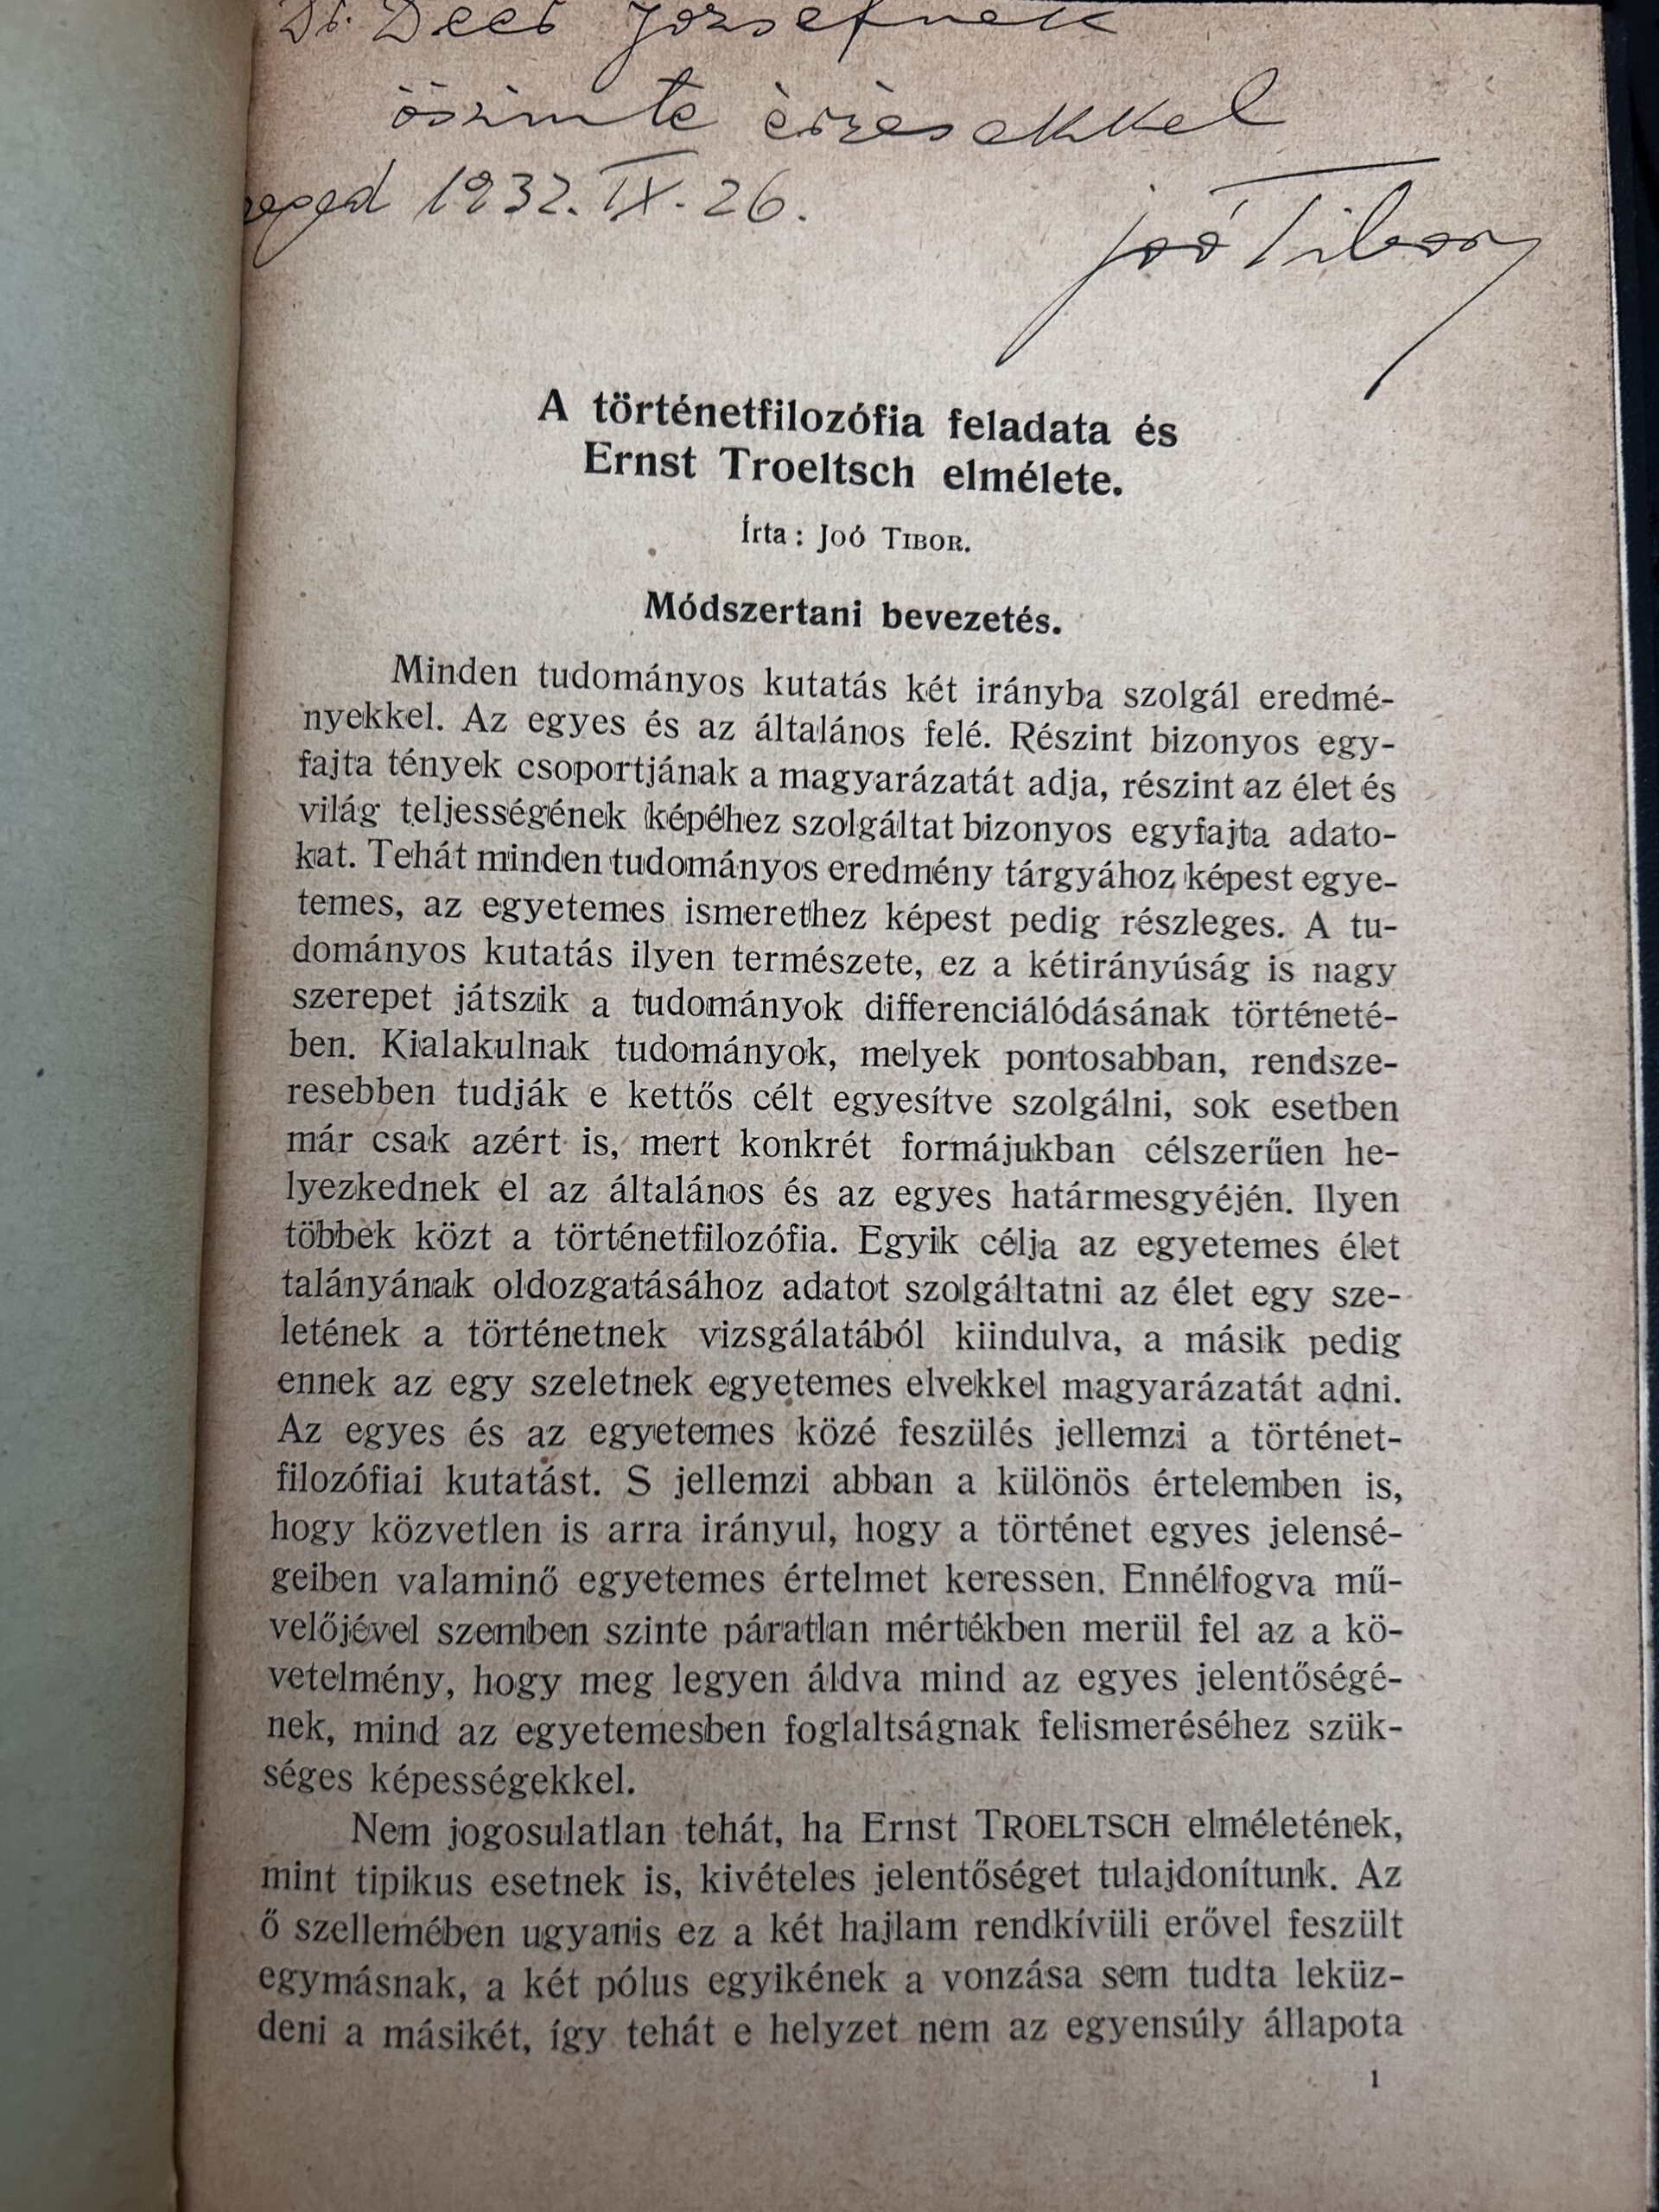 Dr. Deér Józsefnek
őszinte érzésekkel
eged 1932. IX. 26.
Joó Tibor
A történetfilozófia feladata és
Ernst Troeltsch elmélete.
Írta: Joó TIBOR.
Módszertani bevezetés.
Minden tudományos kutatás két irányba szolgál eredmé-
nyekkel. Az egyes és az általános felé. Részint bizonyos egy-
fajta tények csoportjának a magyarázatát adja, részint az élet és
világ teljességének képéhez szolgáltat bizonyos egyfajta adato-
kat. Tehát minden tudományos eredmény tárgyához képest egye-
temes, az egyetemes ismerethez képest pedig részleges. A tu-
dományos kutatás ilyen természete, ez a kétirányúság is nagy
szerepet játszik a tudományok differenciálódásának történeté-
ben. Kialakulnak tudományok, melyek pontosabban, rendsze-
resebben tudják e kettős célt egyesítve szolgálni, sok esetben
már csak azért is, mert konkrét formájukban célszerűen he-
lyezkednek el az általános és az egyes határmesgyéjén. Ilyen
többek közt a történetfilozófia. Egyik célja az egyetemes élet
talányának oldozgatásához adatot szolgáltatni az élet egy sze-
letének a történetnek vizsgálatából kiindulva, a másik pedig
ennek az egy szeletnek egyetemes elvekkel magyarázatát adni.
Az egyes és az egyetemes közé feszülés jellemzi a történet-
filozófiai kutatást. S jellemzi abban a különös értelemben is,
hogy közvetlen is arra irányul, hogy a történet egyes jelensé-
geiben valaminő egyetemes értelmet keressen. Ennélfogva mű-
velőjével szemben szinte páratlan mértékben merül fel az a kö-
vetelmény, hogy meg legyen áldva mind az egyes jelentőségé-
nek, mind az egyetemesben foglaltságnak felismeréséhez szük-
séges képességekkel.
Nem jogosulatlan tehát, ha Ernst TROELTSCH elméletének,
mint tipikus esetnek is, kivételes jelentőséget tulajdonítunk. Az
ő szellemében ugyanis ez a két hajlam rendkívüli erővel feszült
egymásnak, a két pólus egyikének a vonzása sem tudta leküz-
deni a másikét, így tehát e helyzet nem az egyensúly állapota
1